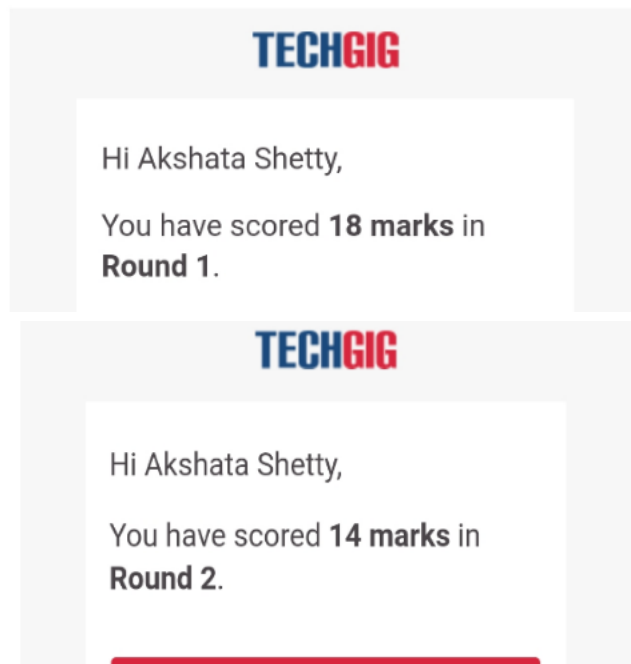 TECHGIG
Hi Akshata Shetty,
You have scored 18 marks in
Round 1.
TECHGIG
Hi Akshata Shetty,
You have scored 14 marks in
Round 2.